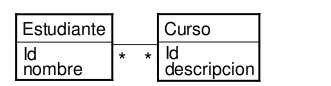 Estudiante
Id
nombre
* *
Curso
Id
descripcion